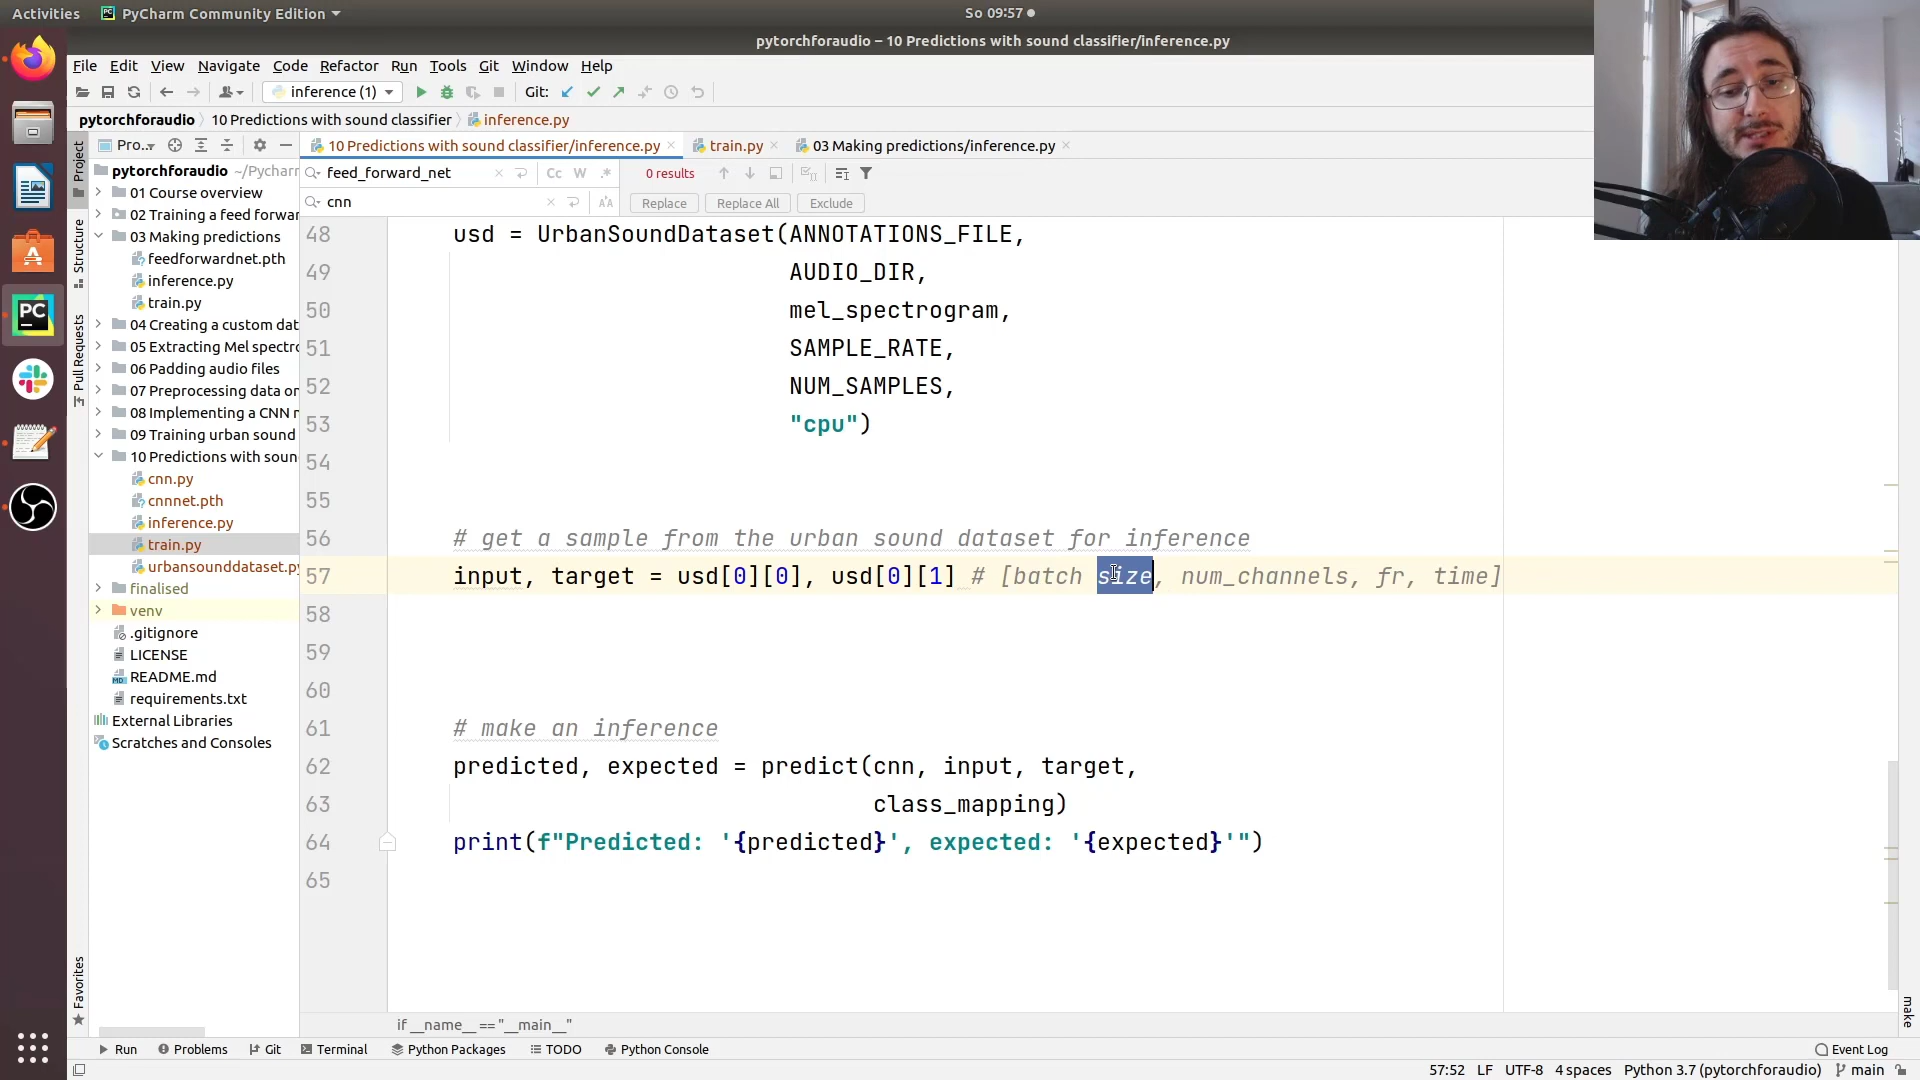 Activities
PyCharm Community Edition
So 09:57
pytorchforaudio – 10 Predictions with sound classifier/inference.py
File Edit View Navigate Code Refactor Run Tools Git Window Help
inference (1)
Git:
pytorchforaudio 10 Predictions with sound classifier inference.py
Project
Structure
Pull Requests
Favorites
Pro...
pytorchforaudio ~/Pycharr
01 Course overview
02 Training a feed forwar
03 Making predictions
feedforwardnet.pth
inference.py
train.py
04 Creating a custom dat
05 Extracting Mel spectro
06 Padding audio files
07 Preprocessing data on
08 Implementing a CNN n
09 Training urban sound
10 Predictions with soun
cnn.py
cnnnet.pth
inference.py
train.py
urbansounddataset.py
finalised
venv
.gitignore
LICENSE
README.md
requirements.txt
External Libraries
Scratches and Consoles
10 Predictions with sound classifier/inference.py
train.py
03 Making predictions/inference.py
feed_forward_net
Cc W .*
0 results
cnn
Replace Replace All Exclude
48 usd = UrbanSoundDataset(ANNOTATIONS_FILE,
49 AUDIO_DIR,
50 mel_spectrogram,
51 SAMPLE_RATE,
52 NUM_SAMPLES,
53 "cpu")
54
55
56 # get a sample from the urban sound dataset for inference
57 input, target = usd[0][0], usd[0][1] # [batch size, num_channels, fr, time]
58
59
60
61 # make an inference
62 predicted, expected = predict(cnn, input, target,
63 class_mapping)
64 print(f"Predicted: '{predicted}', expected: '{expected}'")
65
if __name__ == "__main__"
make
Run Problems Git Terminal Python Packages TODO Python Console
Event Log
57:52 LF UTF-8 4 spaces Python 3.7 (pytorchforaudio) main